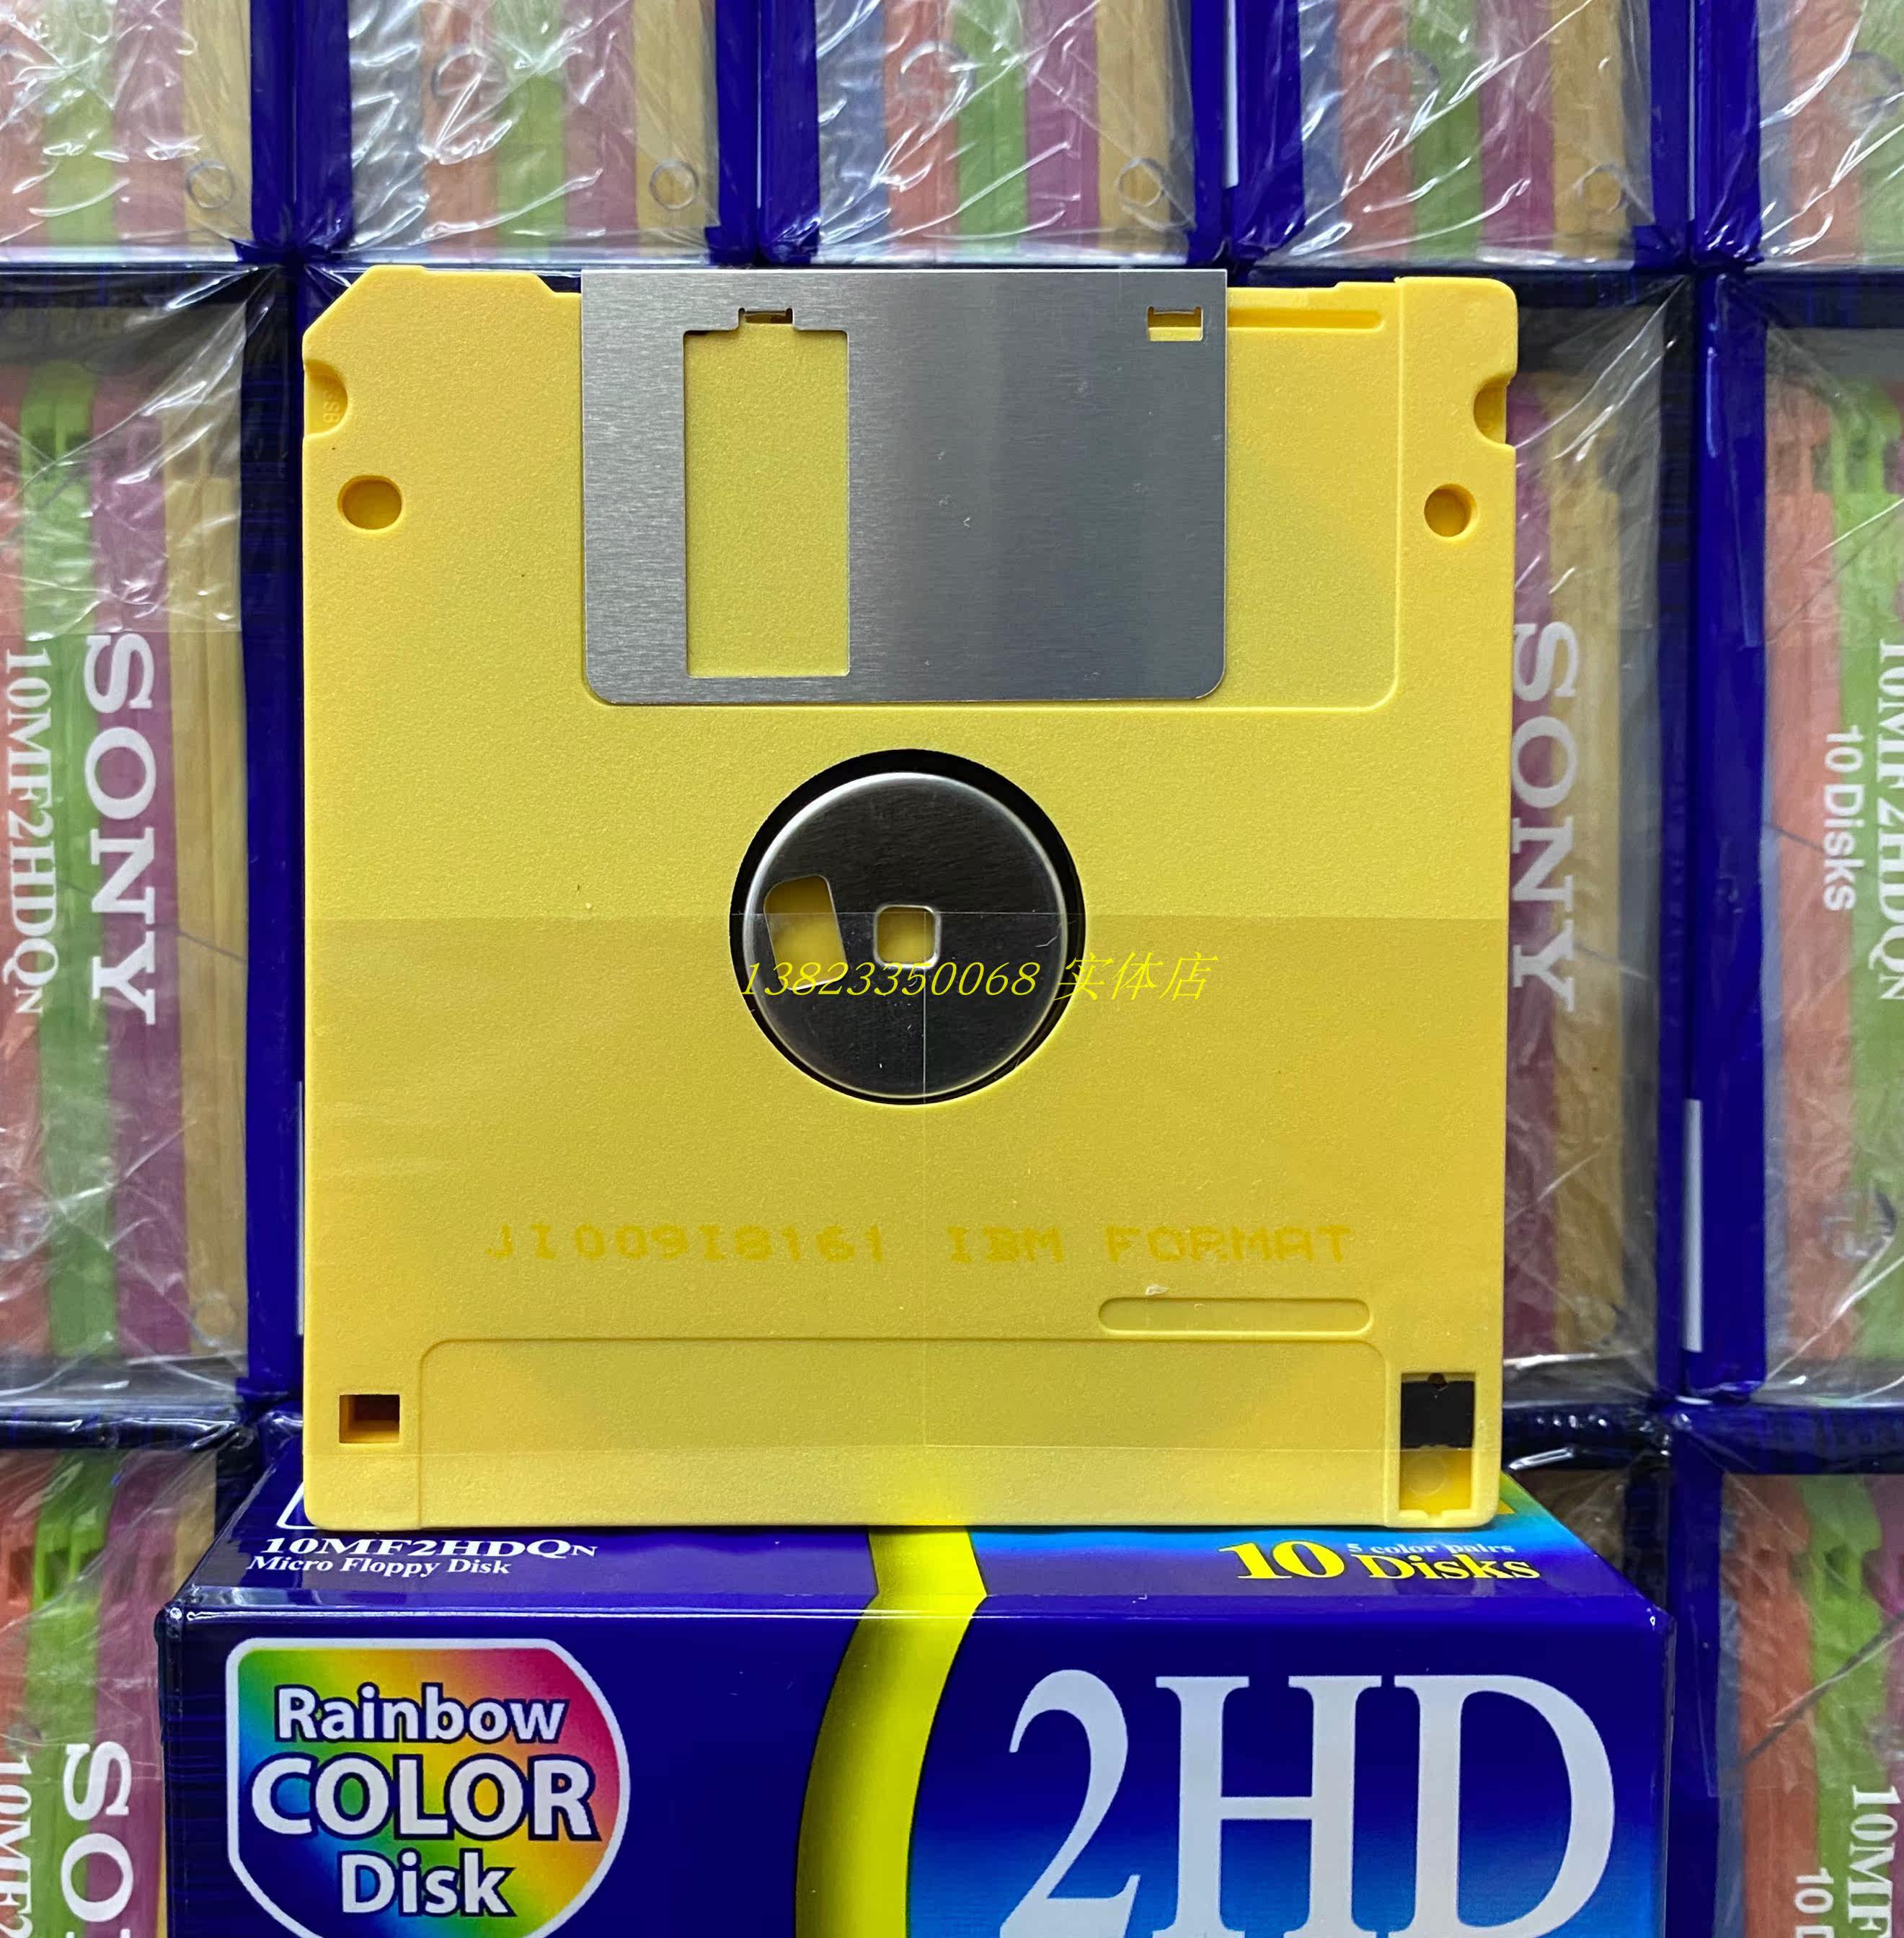 SONY
10MF2HDQN
SONY
10MF2HDQN
10 Disks
13823350068 实体店
JI009I8161 IBM FORMAT
10MF2HDQN
Micro Floppy Disk
5 color pairs
10 Disks
Rainbow
COLOR
Disk
2HD